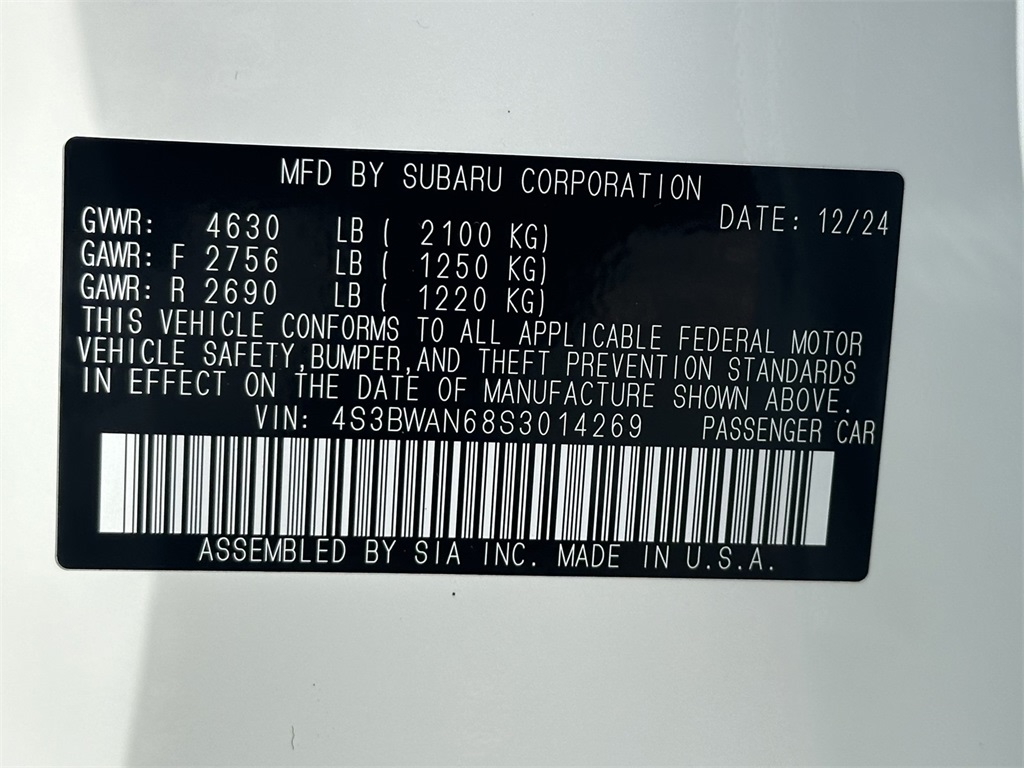 MFD BY SUBARU CORPORATION
DATE: 12/24
GVWR: 4630 LB ( 2100 KG)
GAWR: F 2756 LB ( 1250 KG)
GAWR: R 2690 LB ( 1220 KG)
THIS VEHICLE CONFORMS TO ALL APPLICABLE FEDERAL MOTOR
VEHICLE SAFETY,BUMPER,AND THEFT PREVENTION STANDARDS
IN EFFECT ON THE DATE OF MANUFACTURE SHOWN ABOVE.
VIN: 4S3BWAN68S3014269 PASSENGER CAR
ASSEMBLED BY SIA INC. MADE IN U.S.A.